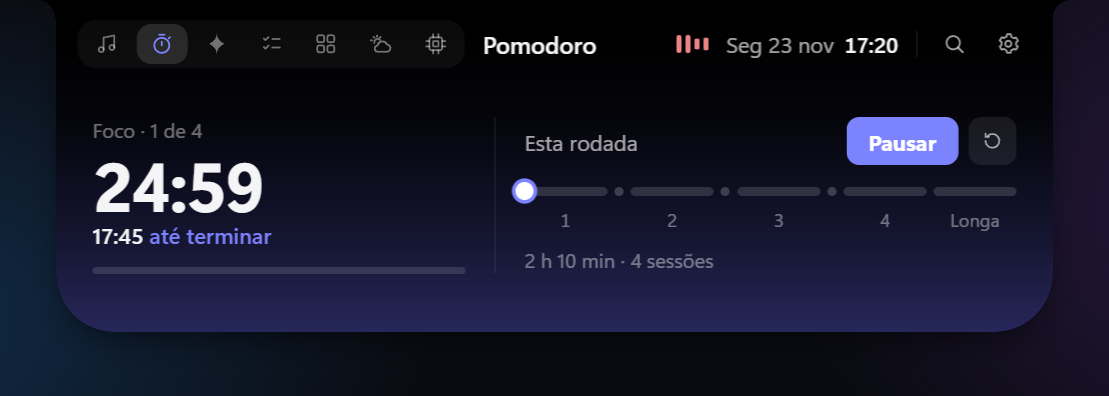 Pomodoro
Seg 23 nov 17:20
Foco · 1 de 4
24:59
17:45 até terminar
Esta rodada
Pausar
1 2 3 4 Longa
2 h 10 min · 4 sessões